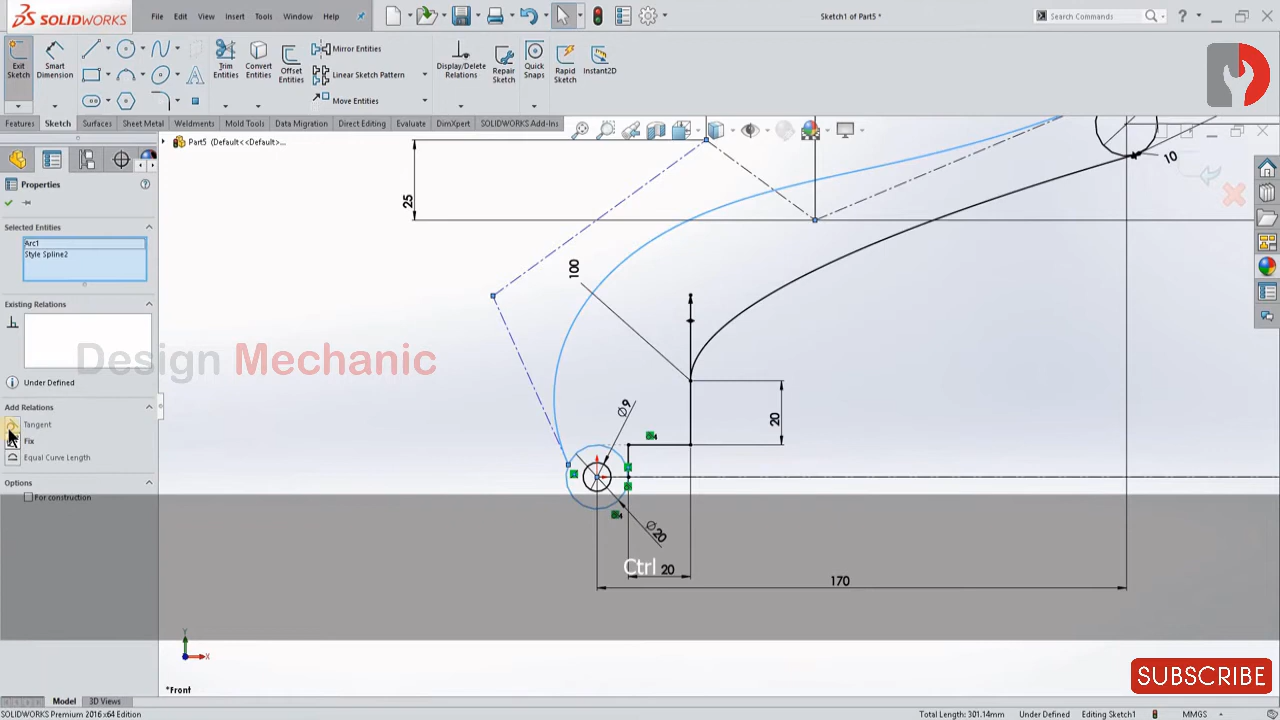 SOLIDWORKS
File
Edit
View
Insert
Tools
Window
Help
Sketch1 of Part5 *
Search Commands
Exit
Sketch
Smart
Dimension
Trim
Entities
Convert
Entities
Offset
Entities
Mirror Entities
Linear Sketch Pattern
Move Entities
Display/Delete
Relations
Repair
Sketch
Quick
Snaps
Rapid
Sketch
Instant2D
Features
Sketch
Surfaces
Sheet Metal
Weldments
Mold Tools
Data Migration
Direct Editing
Evaluate
DimXpert
SOLIDWORKS Add-Ins
Part5 (Default<<Default>...
Properties
Selected Entities
Arc1
Style Spline2
Existing Relations
Under Defined
Add Relations
Tangent
Fix
Equal Curve Length
Options
For construction
Design Mechanic
25
100
10
20
Ø9
Ø20
Ctrl
20
170
Y
X
*Front
SUBSCRIBE
Model
3D Views
SOLIDWORKS Premium 2016 x64 Edition
Total Length: 301.14mm
Under Defined
Editing Sketch1
MMGS